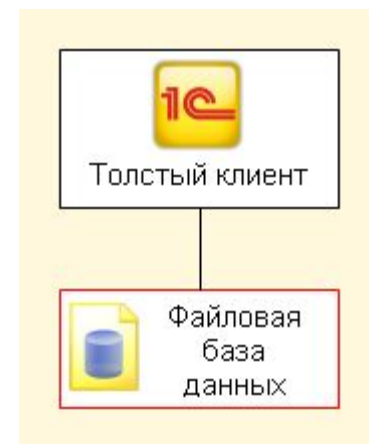 1С
Толстый клиент
Файловая
база
данных